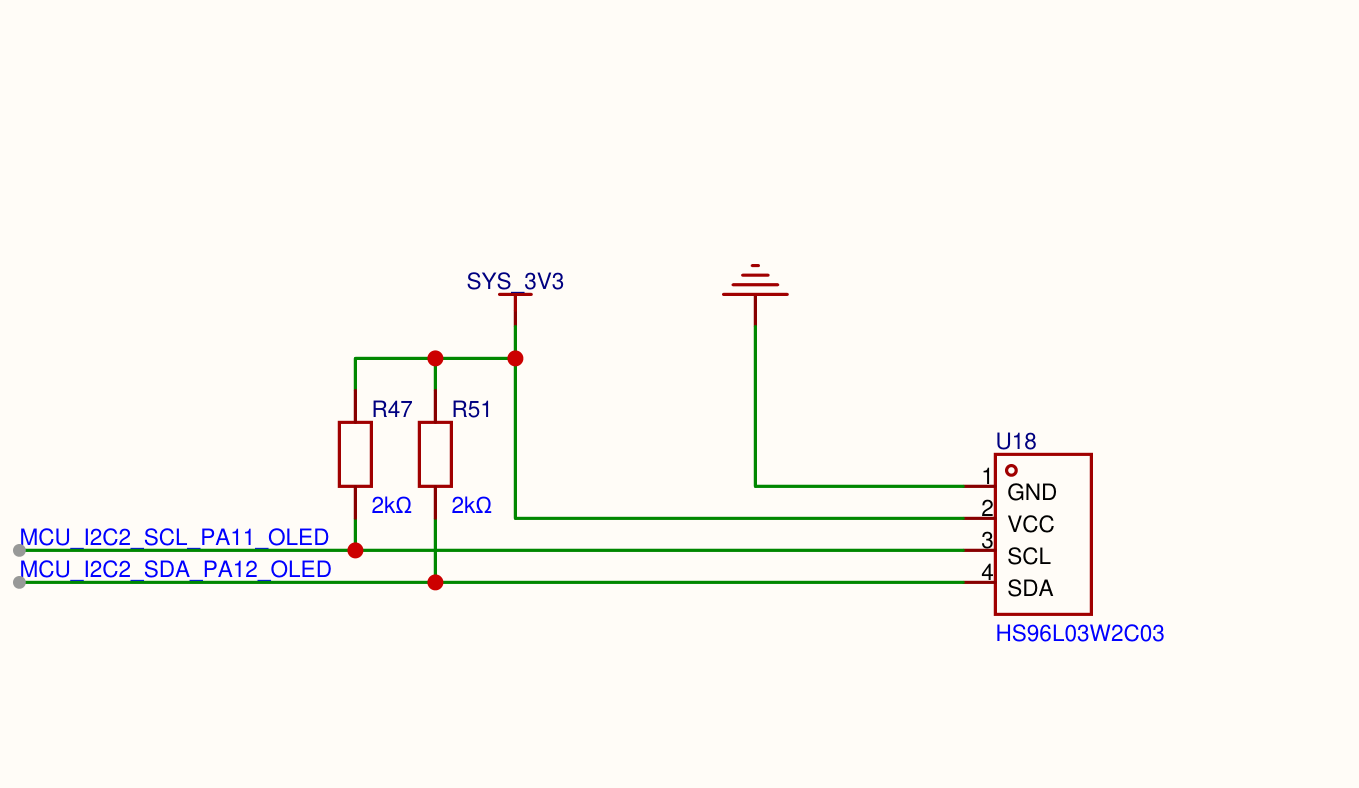 SYS_3V3
R47
R51
U18
1
GND
2kΩ
2kΩ
2
VCC
MCU_I2C2_SCL_PA11_OLED
3
SCL
MCU_I2C2_SDA_PA12_OLED
4
SDA
HS96L03W2C03